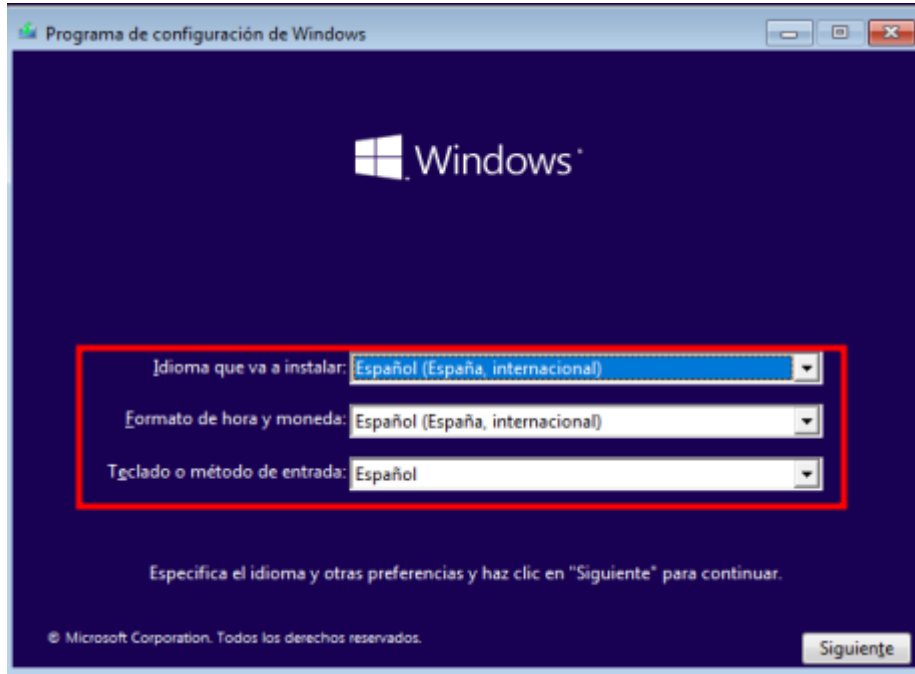 Programa de configuración de Windows
Windows
Idioma que va a instalar: Español (España, internacional)
Formato de hora y moneda: Español (España, internacional)
Teclado o método de entrada: Español
Especifica el idioma y otras preferencias y haz clic en "Siguiente" para continuar.
© Microsoft Corporation. Todos los derechos reservados.
Siguiente